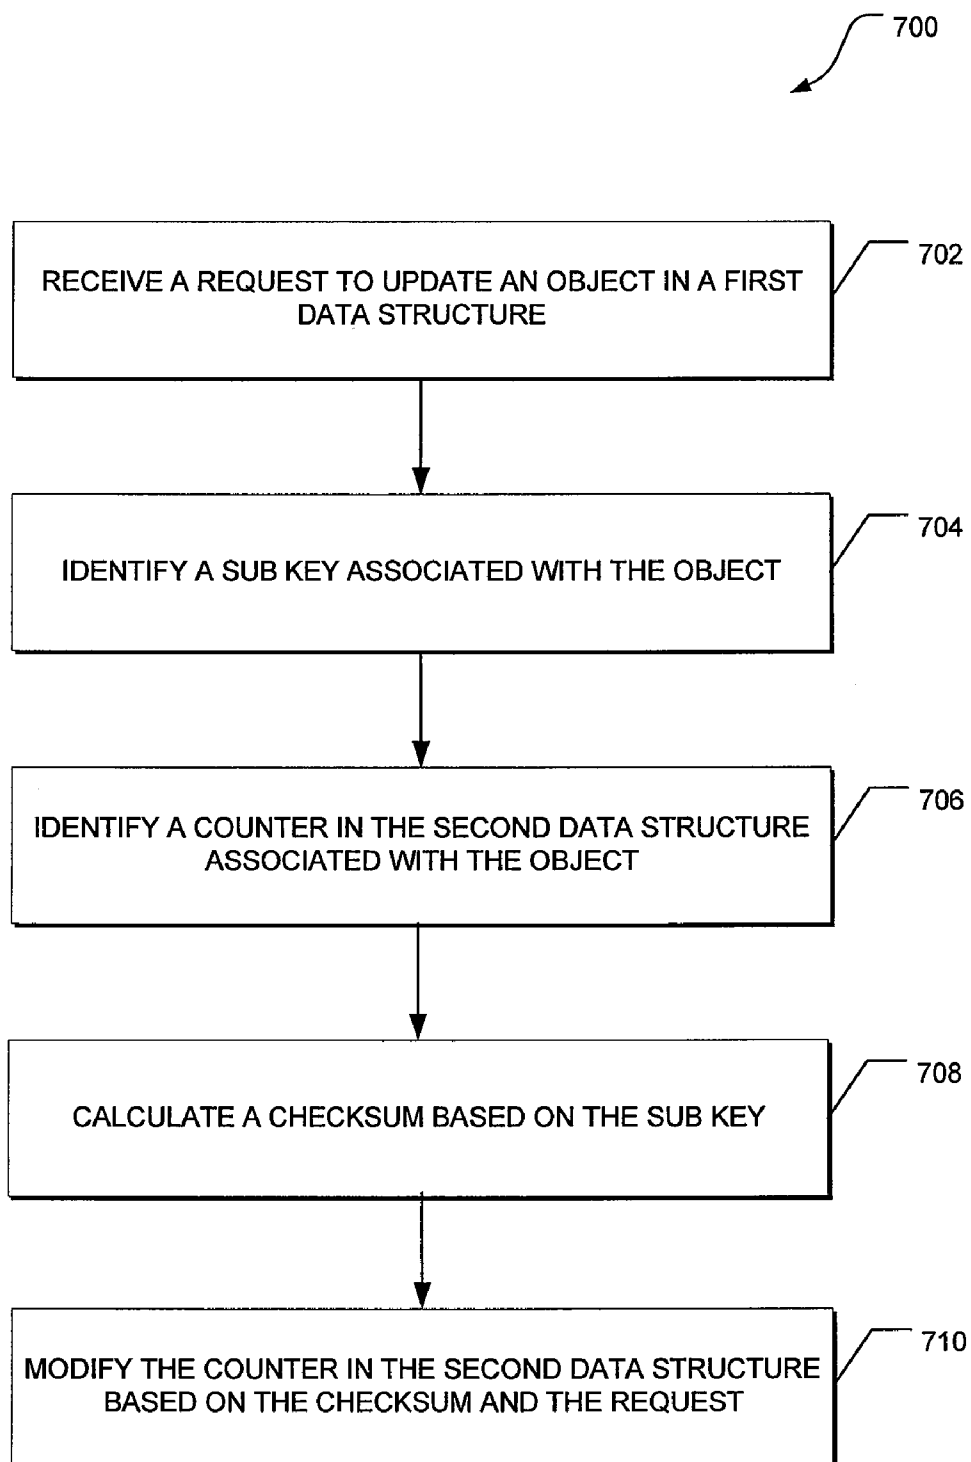 700
RECEIVE A REQUEST TO UPDATE AN OBJECT IN A FIRST
DATA STRUCTURE
702
IDENTIFY A SUB KEY ASSOCIATED WITH THE OBJECT
704
IDENTIFY A COUNTER IN THE SECOND DATA STRUCTURE
ASSOCIATED WITH THE OBJECT
706
CALCULATE A CHECKSUM BASED ON THE SUB KEY
708
MODIFY THE COUNTER IN THE SECOND DATA STRUCTURE
BASED ON THE CHECKSUM AND THE REQUEST
710